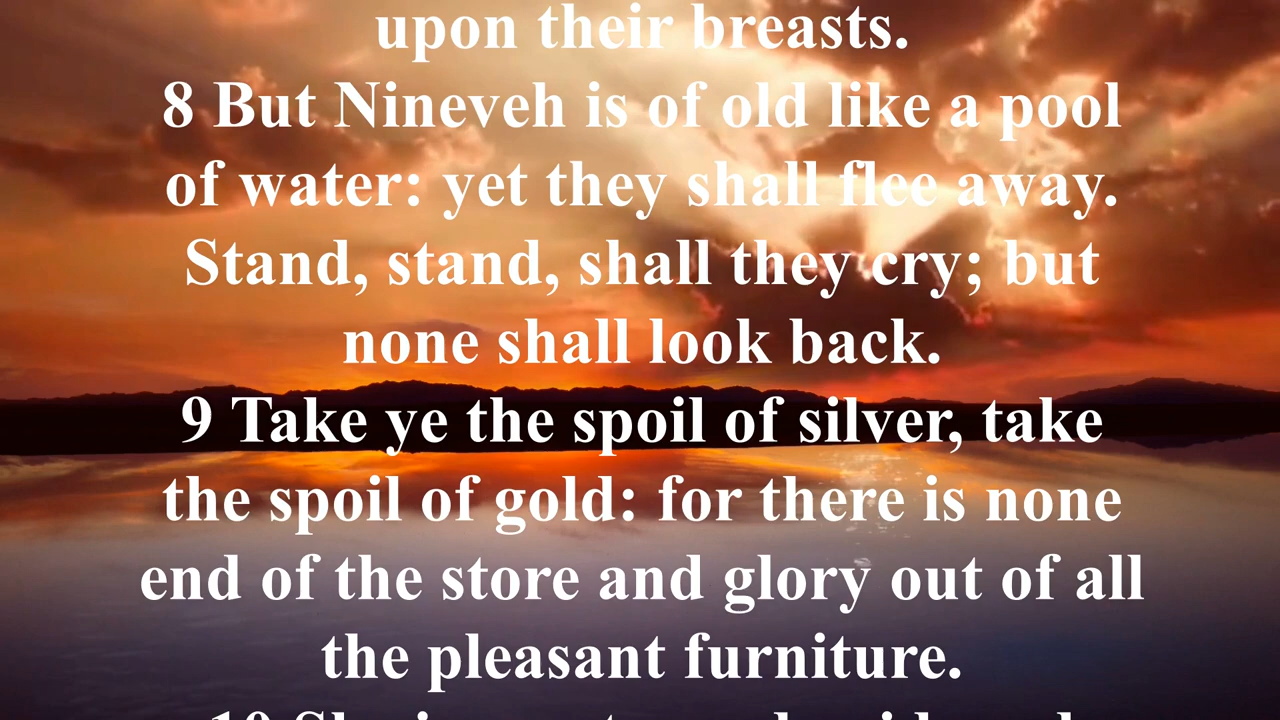 upon their breasts.
8 But Nineveh is of old like a pool
of water: yet they shall flee away.
Stand, stand, shall they cry; but
none shall look back.
9 Take ye the spoil of silver, take
the spoil of gold: for there is none
end of the store and glory out of all
the pleasant furniture.
10